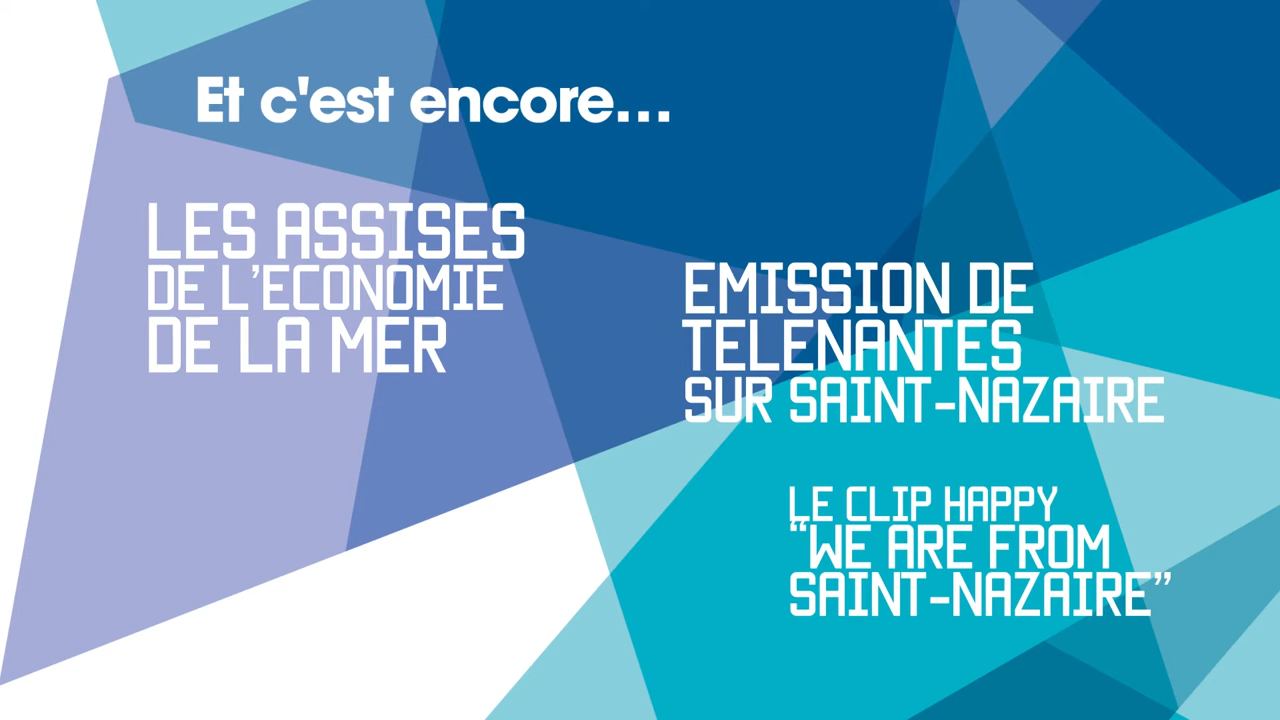 Et c'est encore...
LES ASSISES
DE L'ECONOMIE
DE LA MER
EMISSION DE
TELENANTES
SUR SAINT-NAZAIRE
LE CLIP HAPPY
“WE ARE FROM
SAINT-NAZAIRE”